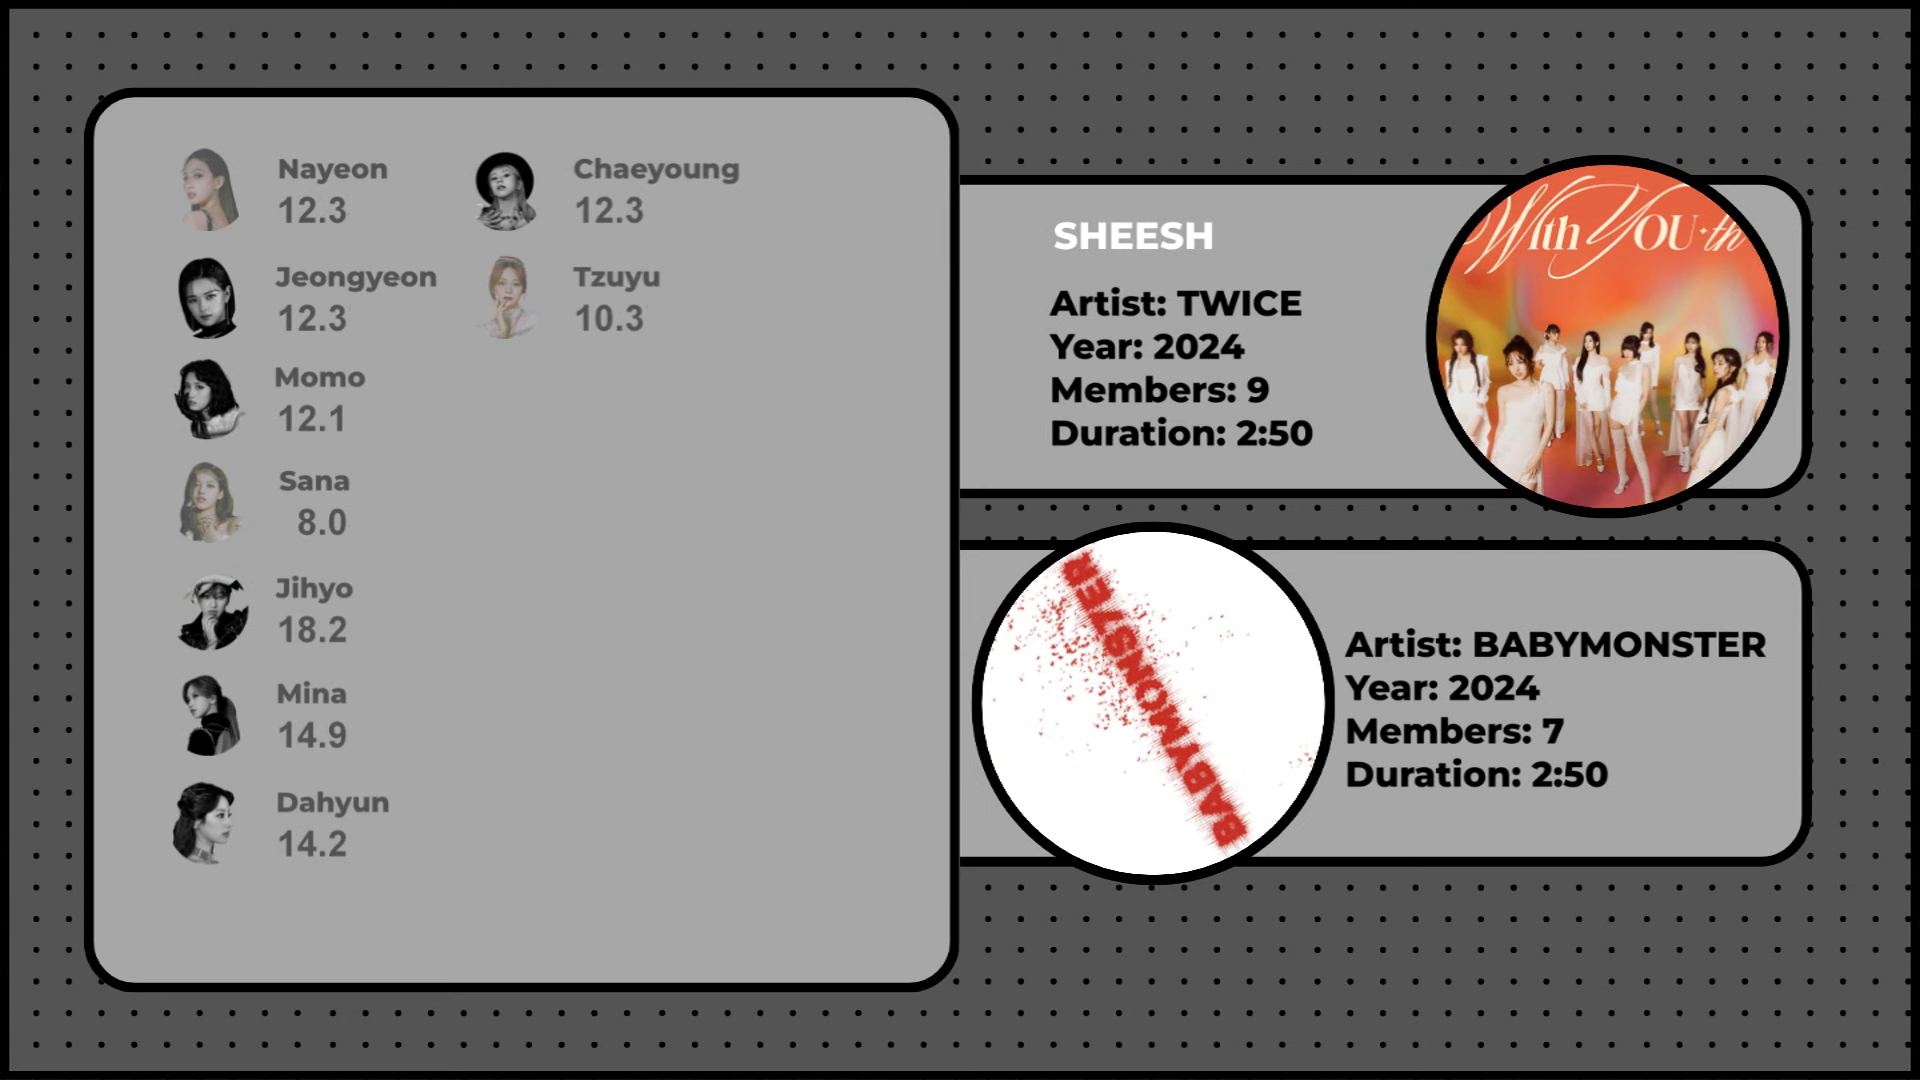 Nayeon
12.3
Jeongyeon
12.3
Momo
12.1
Sana
8.0
Jihyo
18.2
Mina
14.9
Dahyun
14.2
Chaeyoung
12.3
Tzuyu
10.3
SHEESH
Artist: TWICE
Year: 2024
Members: 9
Duration: 2:50
With YOU-th
BABYMONS7ER
Artist: BABYMONSTER
Year: 2024
Members: 7
Duration: 2:50